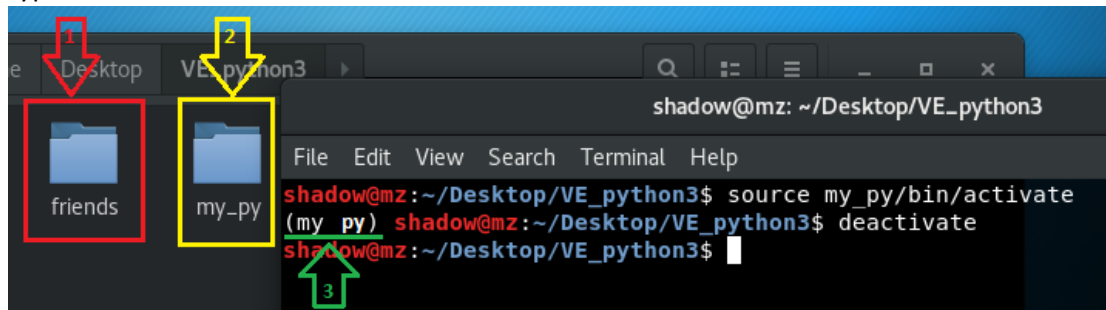 1
2
e Desktop VE_python3
shadow@mz: ~/Desktop/VE_python3
File Edit View Search Terminal Help
friends
my_py
shadow@mz:~/Desktop/VE_python3$ source my_py/bin/activate
(my_py) shadow@mz:~/Desktop/VE_python3$ deactivate
shadow@mz:~/Desktop/VE_python3$
3